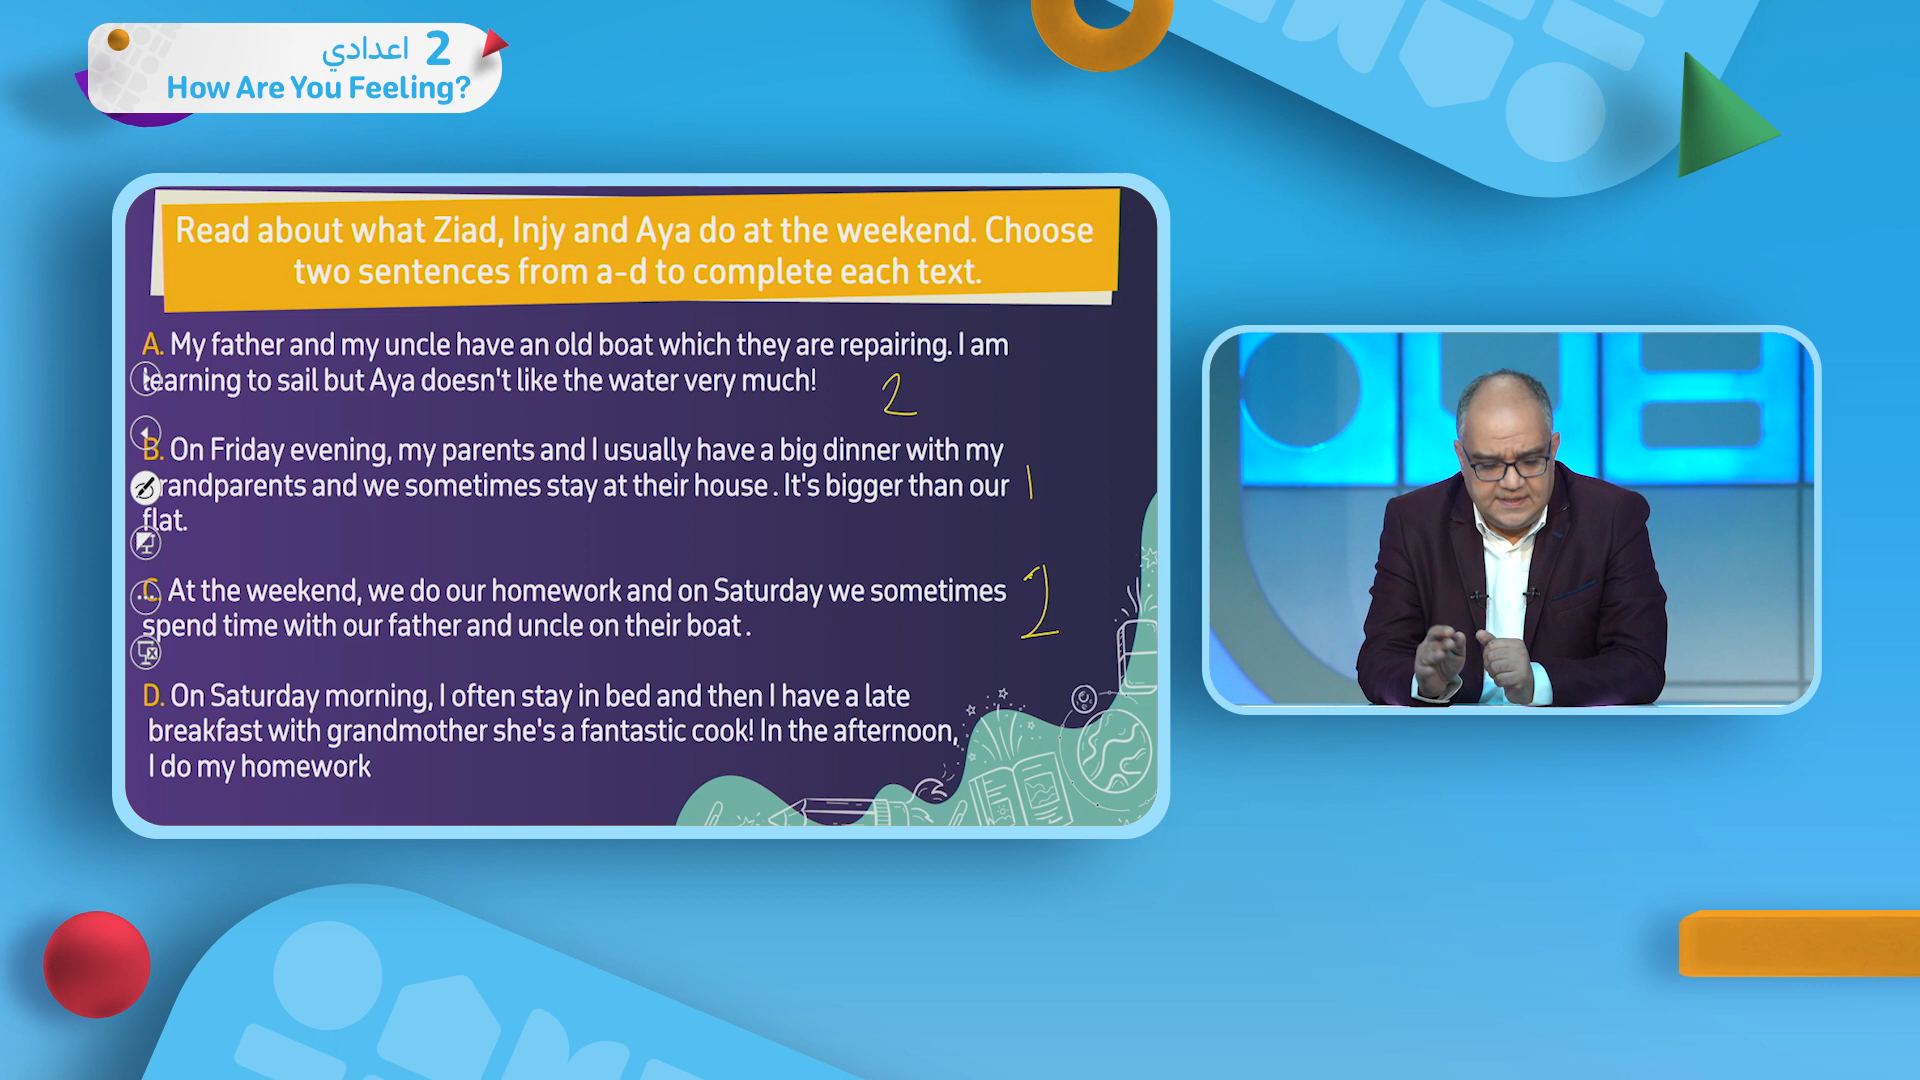 2 اعدادي
How Are You Feeling?
Read about what Ziad, Injy and Aya do at the weekend. Choose
two sentences from a-d to complete each text.
A. My father and my uncle have an old boat which they are repairing. I am
learning to sail but Aya doesn't like the water very much!
2
B. On Friday evening, my parents and I usually have a big dinner with my
grandparents and we sometimes stay at their house . It's bigger than our
1
flat.
C. At the weekend, we do our homework and on Saturday we sometimes
spend time with our father and uncle on their boat .
2
D. On Saturday morning, I often stay in bed and then I have a late
breakfast with grandmother she's a fantastic cook! In the afternoon,
I do my homework